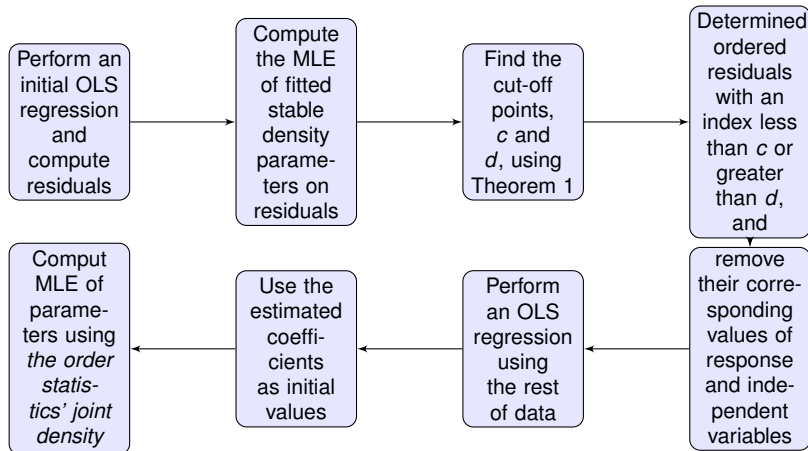 Perform an
initial OLS
regression
and
compute
residuals
Compute
the MLE
of fitted
stable
density
parame-
ters on
residuals
Find the
cut-off
points,
c and
d, using
Theorem 1
Determined
ordered
residuals
with an
index less
than c or
greater
than d,
and
remove
their corre-
sponding
values of
response
and inde-
pendent
variables
Perform
an OLS
regression
using
the rest
of data
Use the
estimated
coeffi-
cients
as initial
values
Comput
MLE of
parame-
ters using
the order
statis-
tics' joint
density